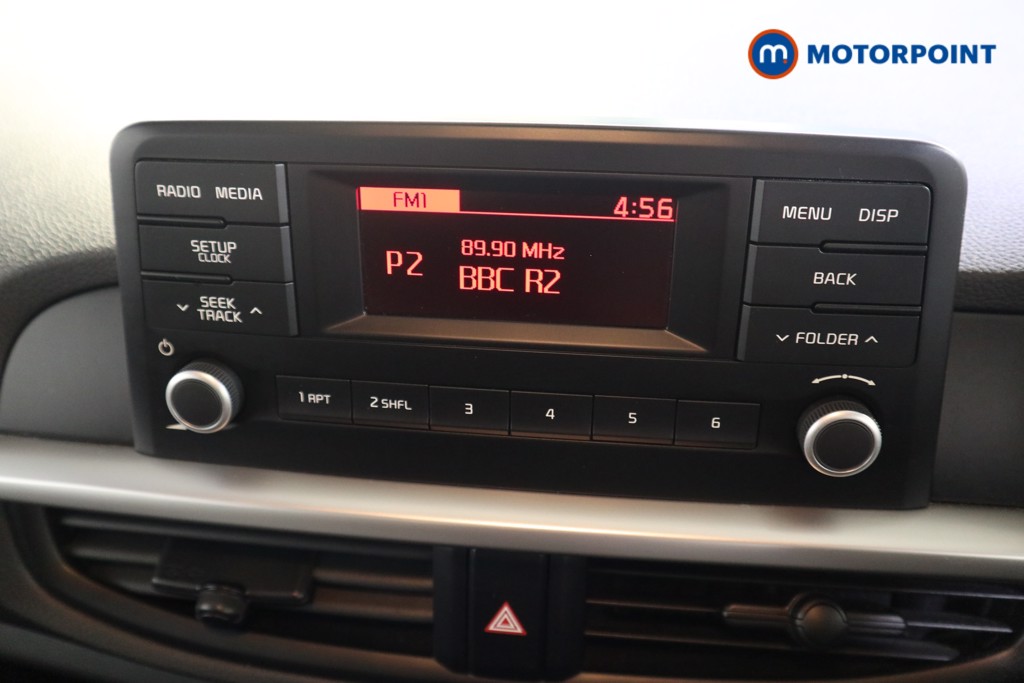 m MOTORPOINT
RADIO MEDIA
SETUP
CLOCK
SEEK
TRACK
FM1 4:56
P2
89.90 MHz
BBC R2
MENU DISP
BACK
FOLDER
1 RPT 2 SHFL 3 4 5 6